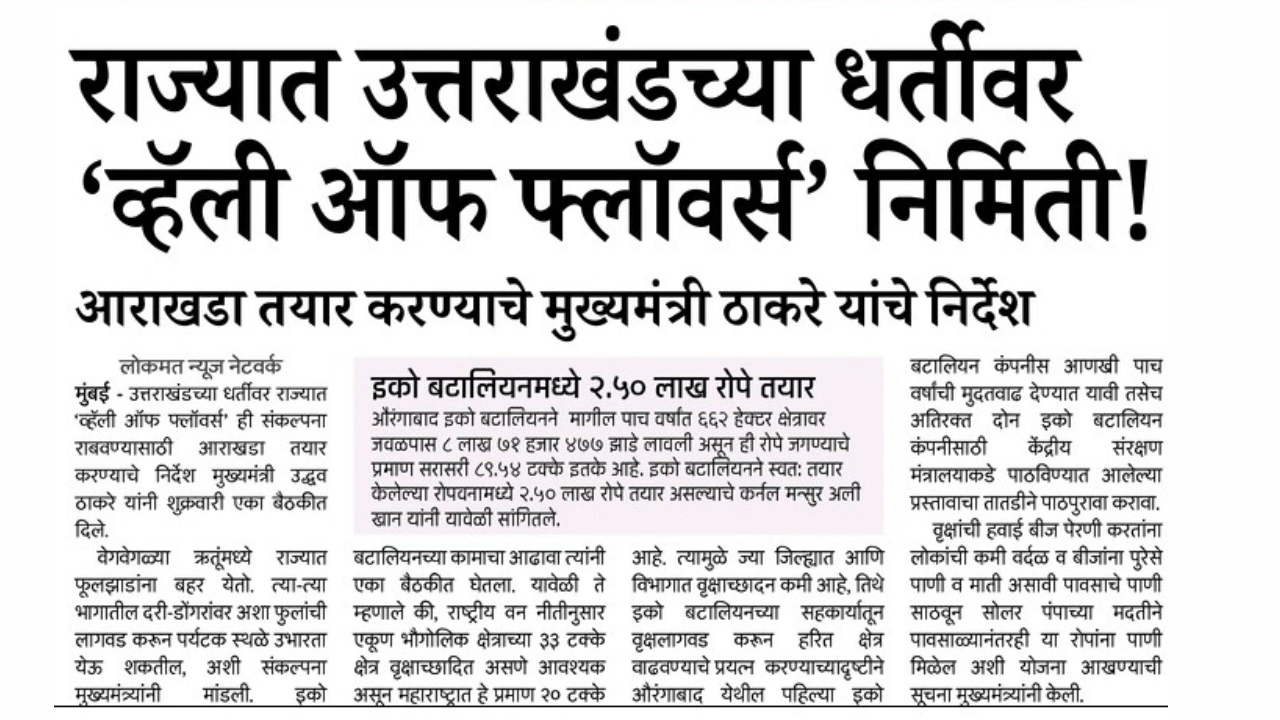 राज्यात उत्तराखंडच्या धर्तीवर
‘व्हॅली ऑफ फ्लॉवर्स’ निर्मिती!
आराखडा तयार करण्याचे मुख्यमंत्री ठाकरे यांचे निर्देश
लोकमत न्यूज नेटवर्क
मुंबई - उत्तराखंडच्या धर्तीवर राज्यात
‘व्हॅली ऑफ फ्लॉवर्स’ ही संकल्पना
राबवण्यासाठी आराखडा तयार
करण्याचे निर्देश मुख्यमंत्री उद्धव
ठाकरे यांनी शुक्रवारी एका बैठकीत
दिले.
वेगवेगळ्या ऋतूंमध्ये राज्यात
फूलझाडांना बहर येतो. त्या-त्या
भागातील दरी-डोंगरांवर अशा फुलांची
लागवड करून पर्यटक स्थळे उभारता
येऊ शकतील, अशी संकल्पना
मुख्यमंत्र्यांनी मांडली. इको
इको बटालियनमध्ये २.५० लाख रोपे तयार
औरंगाबाद इको बटालियनने मागील पाच वर्षांत ६६२ हेक्टर क्षेत्रावर
जवळपास ८ लाख ७१ हजार ४७७ झाडे लावली असून ही रोपे जगण्याचे
प्रमाण सरासरी ८९.५४ टक्के इतके आहे. इको बटालियनने स्वत: तयार
केलेल्या रोपवनामध्ये २.५० लाख रोपे तयार असल्याचे कर्नल मन्सुर अली
खान यांनी यावेळी सांगितले.
बटालियनच्या कामाचा आढावा त्यांनी
एका बैठकीत घेतला. यावेळी ते
म्हणाले की, राष्ट्रीय वन नीतीनुसार
एकूण भौगोलिक क्षेत्राच्या ३३ टक्के
क्षेत्र वृक्षाच्छादित असणे आवश्यक
असून महाराष्ट्रात हे प्रमाण २० टक्के
आहे. त्यामुळे ज्या जिल्ह्यात आणि
विभागात वृक्षाच्छादन कमी आहे, तिथे
इको बटालियनच्या सहकार्यातून
वृक्षलागवड करून हरित क्षेत्र
वाढवण्याचे प्रयत्न करण्याच्यादृष्टीने
औरंगाबाद येथील पहिल्या इको
बटालियन कंपनीस आणखी पाच
वर्षांची मुदतवाढ देण्यात यावी तसेच
अतिरक्त दोन इको बटालियन
कंपनीसाठी केंद्रीय संरक्षण
मंत्रालयाकडे पाठविण्यात आलेल्या
प्रस्तावाचा तातडीने पाठपुरावा करावा.
वृक्षांची हवाई बीज पेरणी करतांना
लोकांची कमी वर्दळ व बीजांना पुरेसे
पाणी व माती असावी पावसाचे पाणी
साठवून सोलर पंपाच्या मदतीने
पावसाळ्यानंतरही या रोपांना पाणी
मिळेल अशी योजना आखण्याची
सूचना मुख्यमंत्र्यांनी केली.